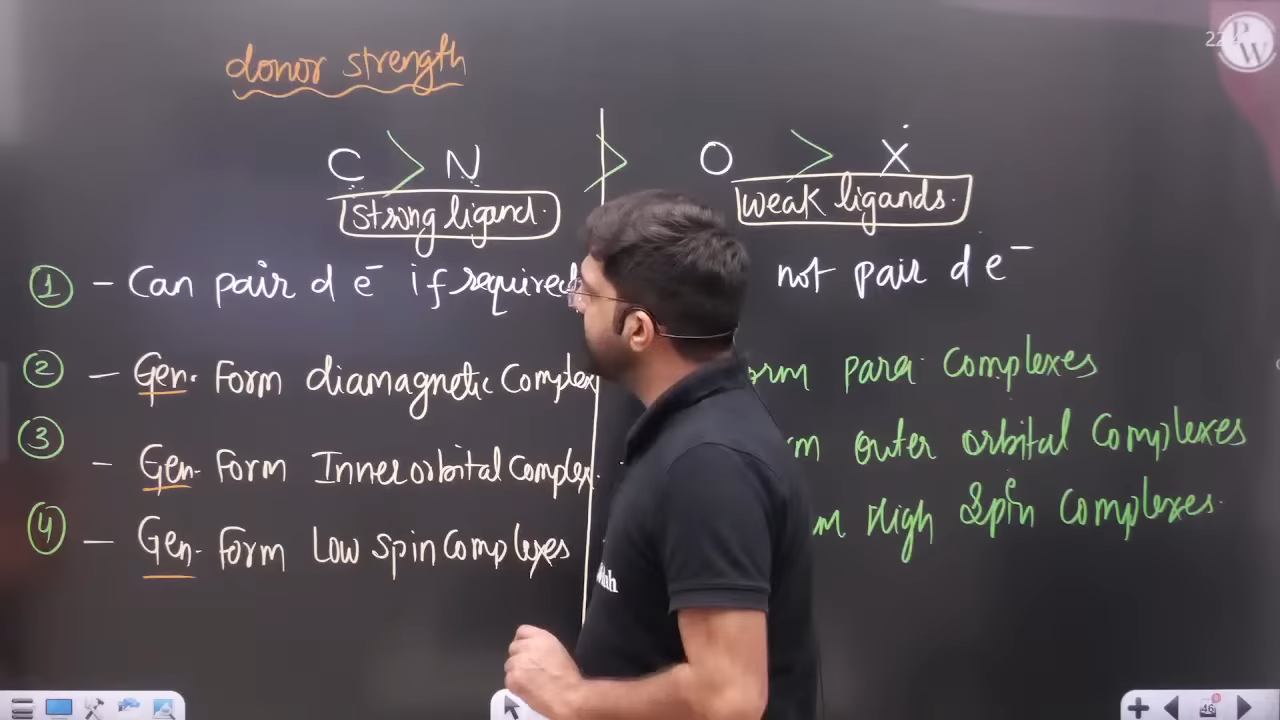 donor strength
C > N > O > X
strong ligand. weak ligands.
① - Can pair d e⁻ if required not pair d e⁻
② - Gen. Form diamagnetic Complex para Complexes
③ - Gen. Form Inner orbital Complex. outer orbital Complexes
④ - Gen. Form Low spin Complexes High Spin Complexes.
PW
46